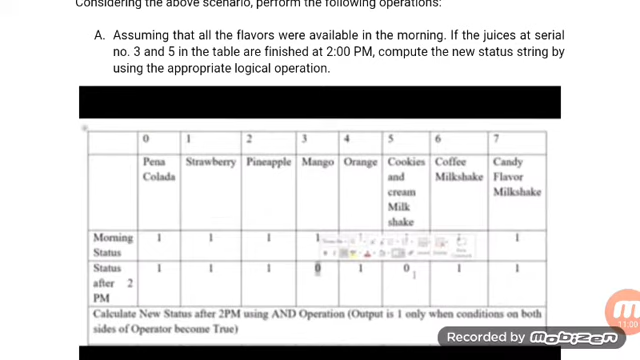 Considering the above scenario, perform the following operations:
A. Assuming that all the flavors were available in the morning. If the juices at serial
no. 3 and 5 in the table are finished at 2:00 PM, compute the new status string by
using the appropriate logical operation.
0 1 2 3 4 5 6 7
Pena Strawberry Pineapple Mango Orange Cookies Coffee Candy
Colada and Milkshake Flavor
cream Milkshake
Milk
shake
Morning 1 1 1 1 1
Status
Status 1 1 1 0 1 0 1 1
after 2
PM
Calculate New Status after 2PM using AND Operation (Output is 1 only when conditions on both
sides of Operator become True)
11:00
Recorded by mobizen